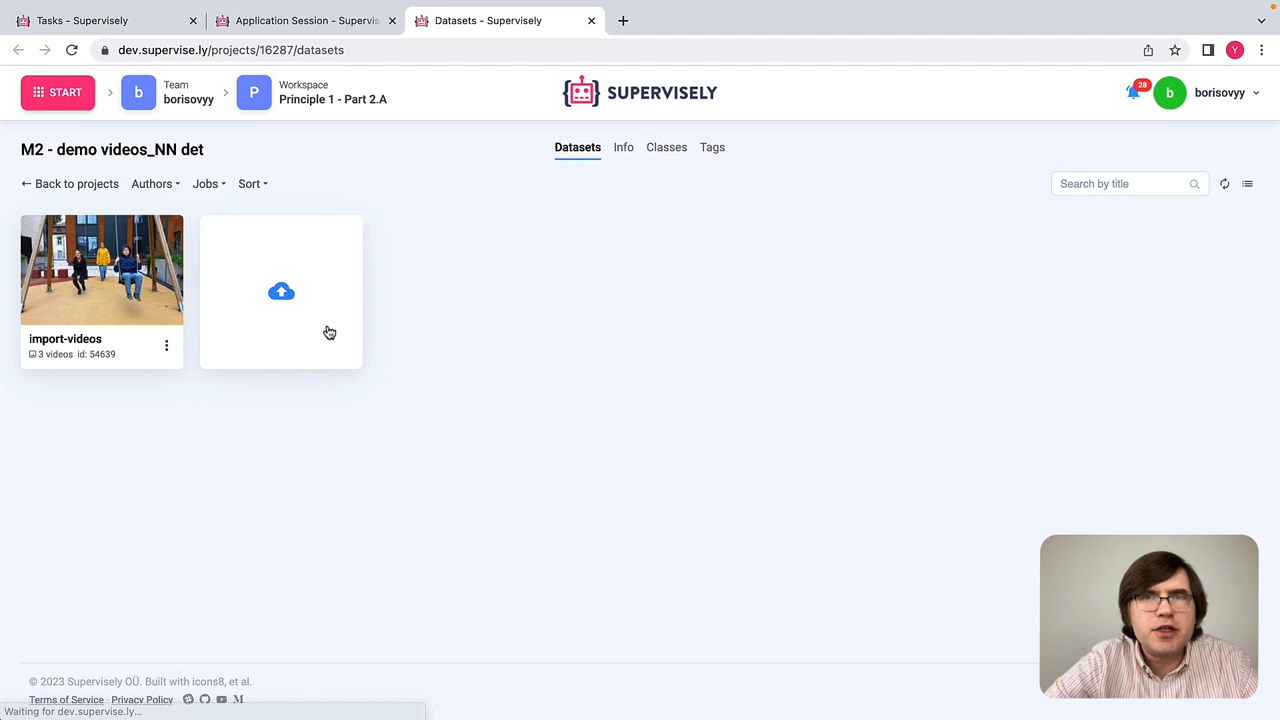 Tasks - Supervisely
Application Session - Supervis
Datasets - Supervisely
dev.supervise.ly/projects/16287/datasets
Y
START
b
Team
borisovyy
P
Workspace
Principle 1 - Part 2.A
SUPERVISELY
28
b
borisovyy
M2 - demo videos_NN det
Datasets
Info
Classes
Tags
← Back to projects
Authors
Jobs
Sort
Search by title
import-videos
3 videos id: 54639
© 2023 Supervisely OÜ. Built with icons8, et al.
Terms of Service · Privacy Policy
Waiting for dev.supervise.ly...